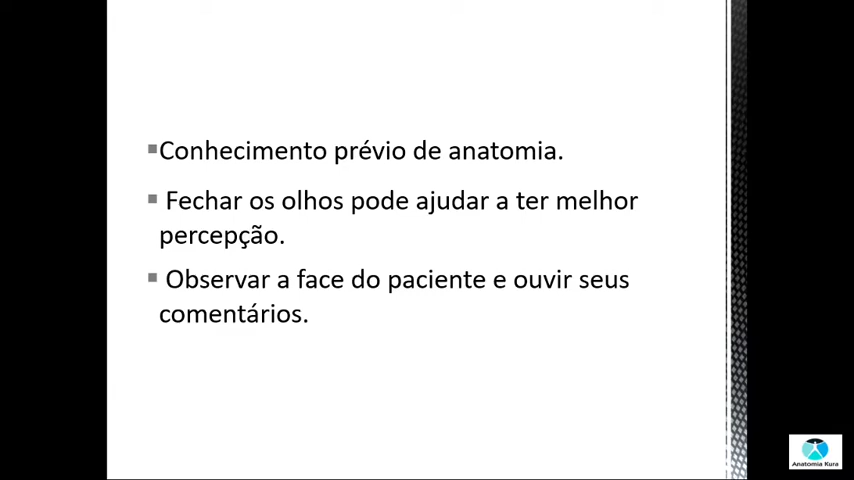 ▪Conhecimento prévio de anatomia.
▪ Fechar os olhos pode ajudar a ter melhor
percepção.
▪ Observar a face do paciente e ouvir seus
comentários.
Anatomia Kura